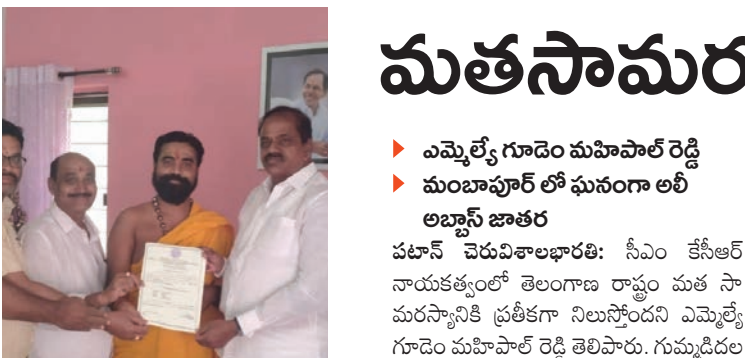 మతసామర
ఎమ్మెల్యే గూడెం మహిపాల్ రెడ్డి
మంబాపూర్ లో ఘనంగా అలీ
అబ్బాస్ జాతర
పటాన్ చెరువిశాలభారతి: సీఎం కేసీఆర్
నాయకత్వంలో తెలంగాణ రాష్ట్రం మత సా
మరస్యానికి ప్రతీకగా నిలుస్తోందని ఎమ్మెల్యే
గూడెం మహిపాల్ రెడ్డి తెలిపారు. గుమ్మడిదల